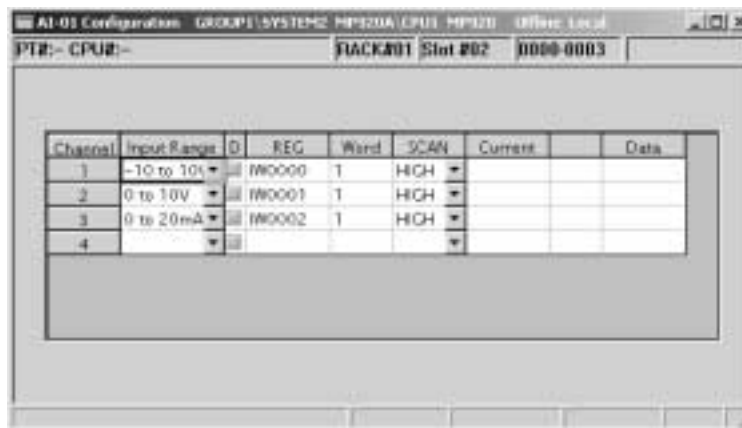 AI-01 Configuration GROUP1\SYSTEM2 MP920A CPU1 MP920 Offline Local
PT#:- CPU#:- RACK#01 Slot #02 0000-0003
Channel Input Range D REG Word SCAN Current Data
1 -10 to 10V IW0000 1 HIGH
2 0 to 10V IW0001 1 HIGH
3 0 to 20mA IW0002 1 HIGH
4